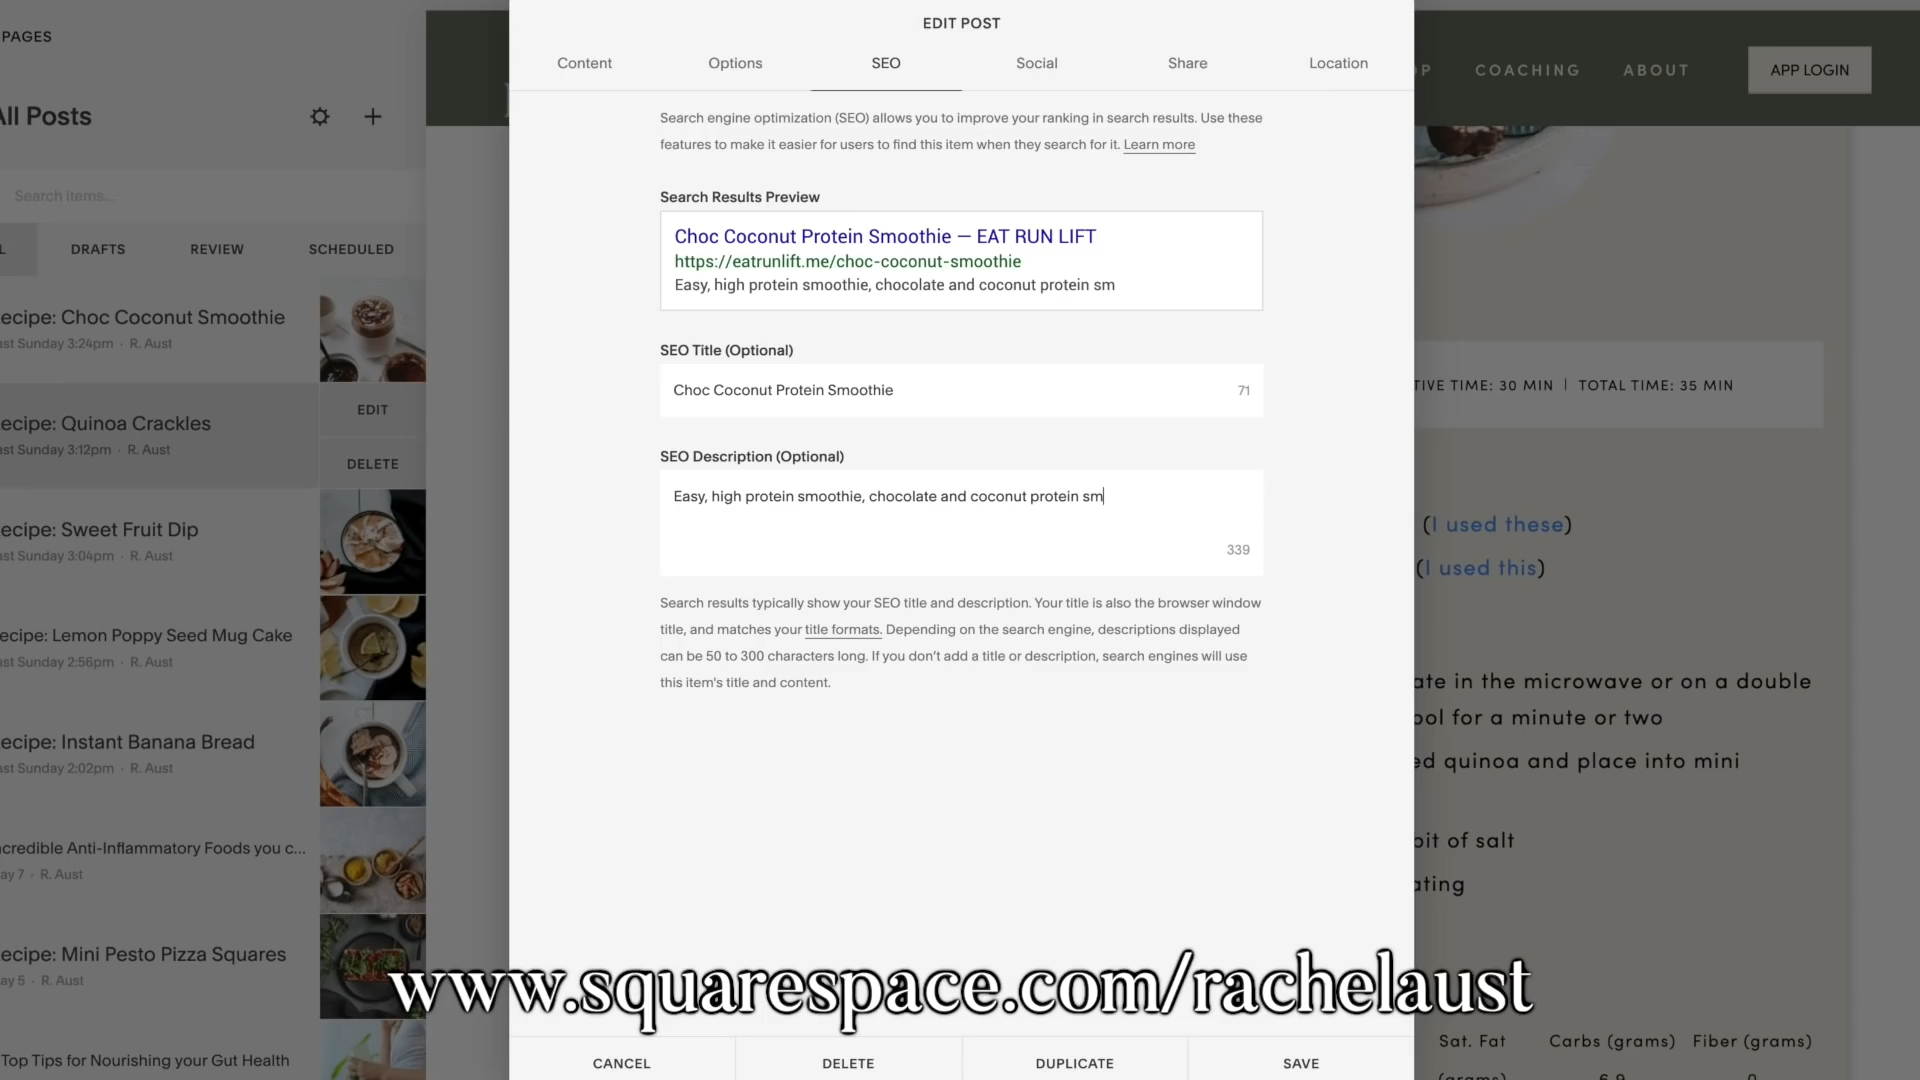 PAGES
All Posts
Search items...
L
DRAFTS
REVIEW
SCHEDULED
ecipe: Choc Coconut Smoothie
ast Sunday 3:24pm · R. Aust
ecipe: Quinoa Crackles
ast Sunday 3:12pm · R. Aust
EDIT
DELETE
ecipe: Sweet Fruit Dip
ast Sunday 3:04pm · R. Aust
ecipe: Lemon Poppy Seed Mug Cake
ast Sunday 2:56pm · R. Aust
ecipe: Instant Banana Bread
ast Sunday 2:02pm · R. Aust
ncredible Anti-Inflammatory Foods you c...
ay 7 · R. Aust
ecipe: Mini Pesto Pizza Squares
ay 5 · R. Aust
Top Tips for Nourishing your Gut Health
EDIT POST
Content
Options
SEO
Social
Share
Location
Search engine optimization (SEO) allows you to improve your ranking in search results. Use these
features to make it easier for users to find this item when they search for it. Learn more
Search Results Preview
Choc Coconut Protein Smoothie — EAT RUN LIFT
https://eatrunlift.me/choc-coconut-smoothie
Easy, high protein smoothie, chocolate and coconut protein sm
SEO Title (Optional)
Choc Coconut Protein Smoothie
71
SEO Description (Optional)
Easy, high protein smoothie, chocolate and coconut protein sm
339
Search results typically show your SEO title and description. Your title is also the browser window
title, and matches your title formats. Depending on the search engine, descriptions displayed
can be 50 to 300 characters long. If you don't add a title or description, search engines will use
this item's title and content.
www.squarespace.com/rachelaust
CANCEL
DELETE
DUPLICATE
SAVE
OP
COACHING
ABOUT
APP LOGIN
TIVE TIME: 30 MIN | TOTAL TIME: 35 MIN
(I used these)
(I used this)
ate in the microwave or on a double
ool for a minute or two
ed quinoa and place into mini
bit of salt
ating
Sat. Fat
Carbs (grams)
Fiber (grams)
(grams)
6.9
0